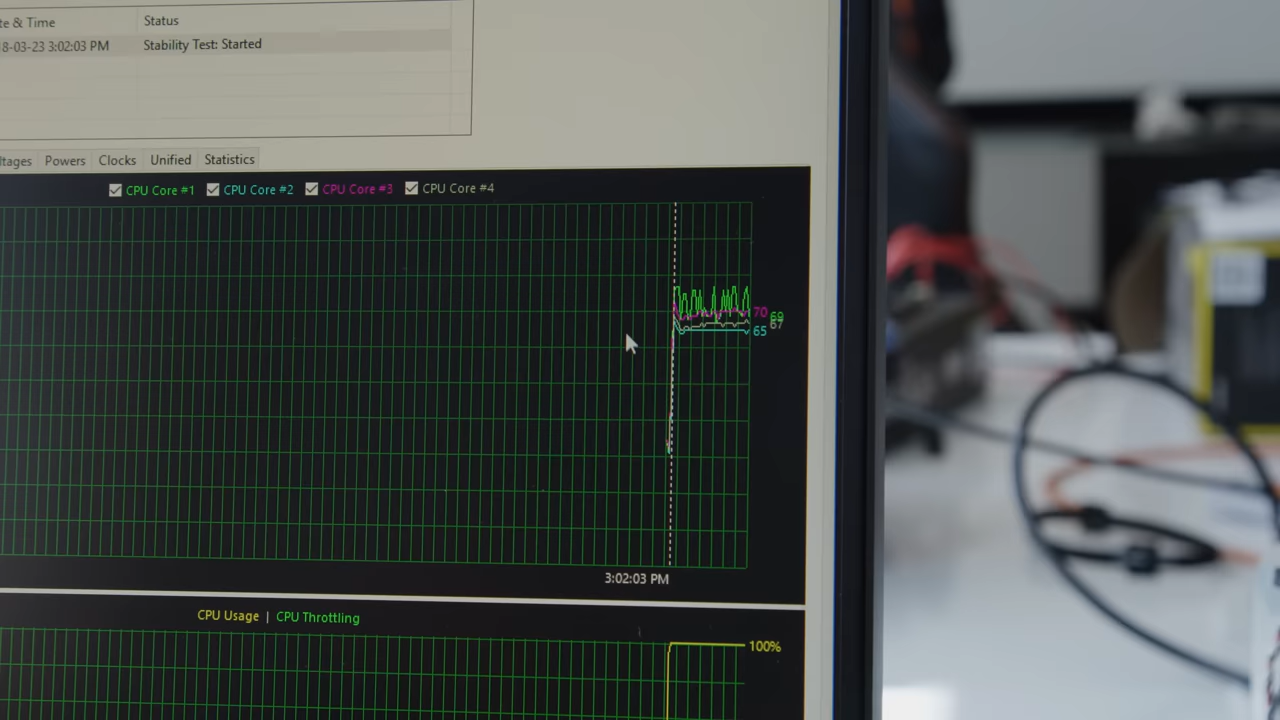 te & Time Status
8-03-23 3:02:03 PM Stability Test: Started
ltages Powers Clocks Unified Statistics
CPU Core #1 CPU Core #2 CPU Core #3 CPU Core #4
70 69
67
65
3:02:03 PM
CPU Usage | CPU Throttling
100%